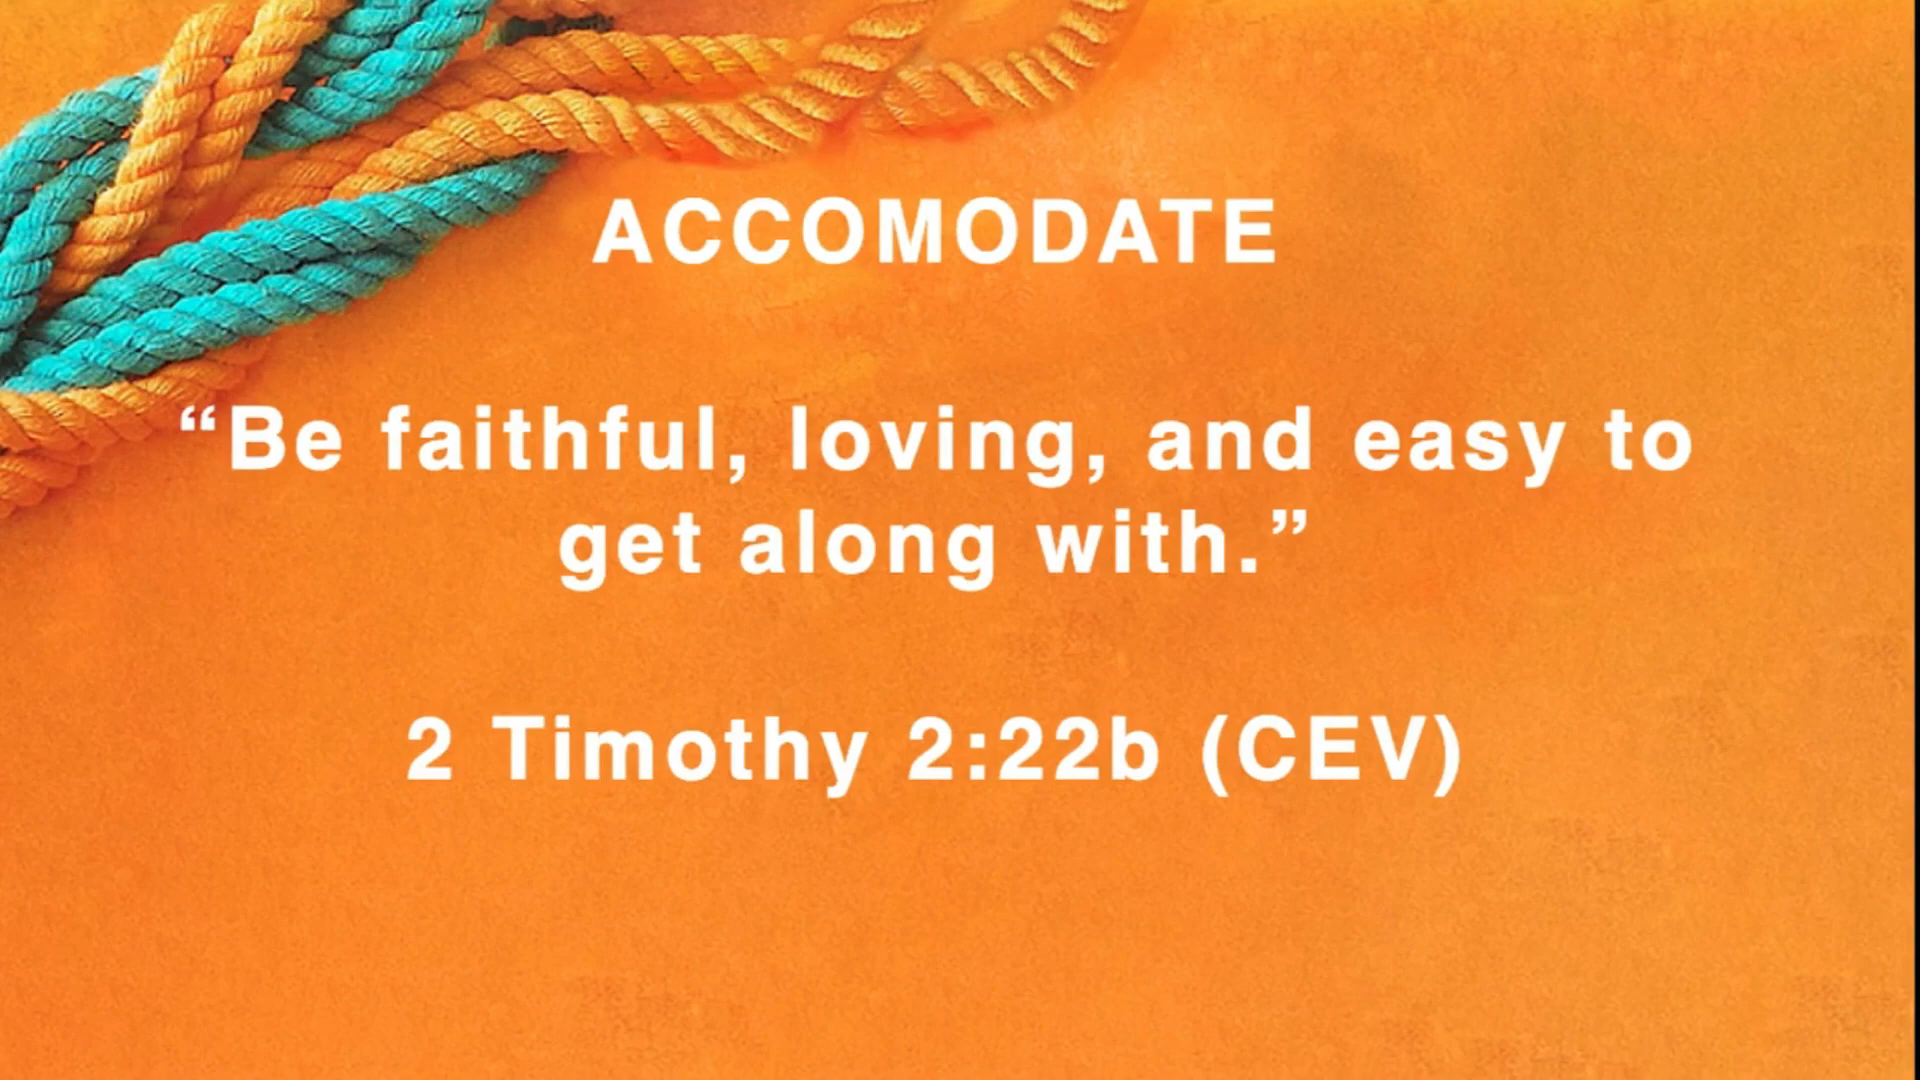 ACCOMODATE
“Be faithful, loving, and easy to
get along with.”
2 Timothy 2:22b (CEV)